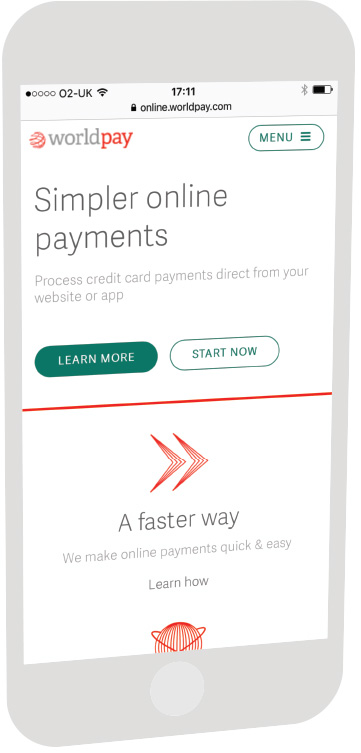 O2-UK 17:11
online.worldpay.com
worldpay MENU
Simpler online
payments
Process credit card payments direct from your
website or app
LEARN MORE START NOW
A faster way
We make online payments quick & easy
Learn how